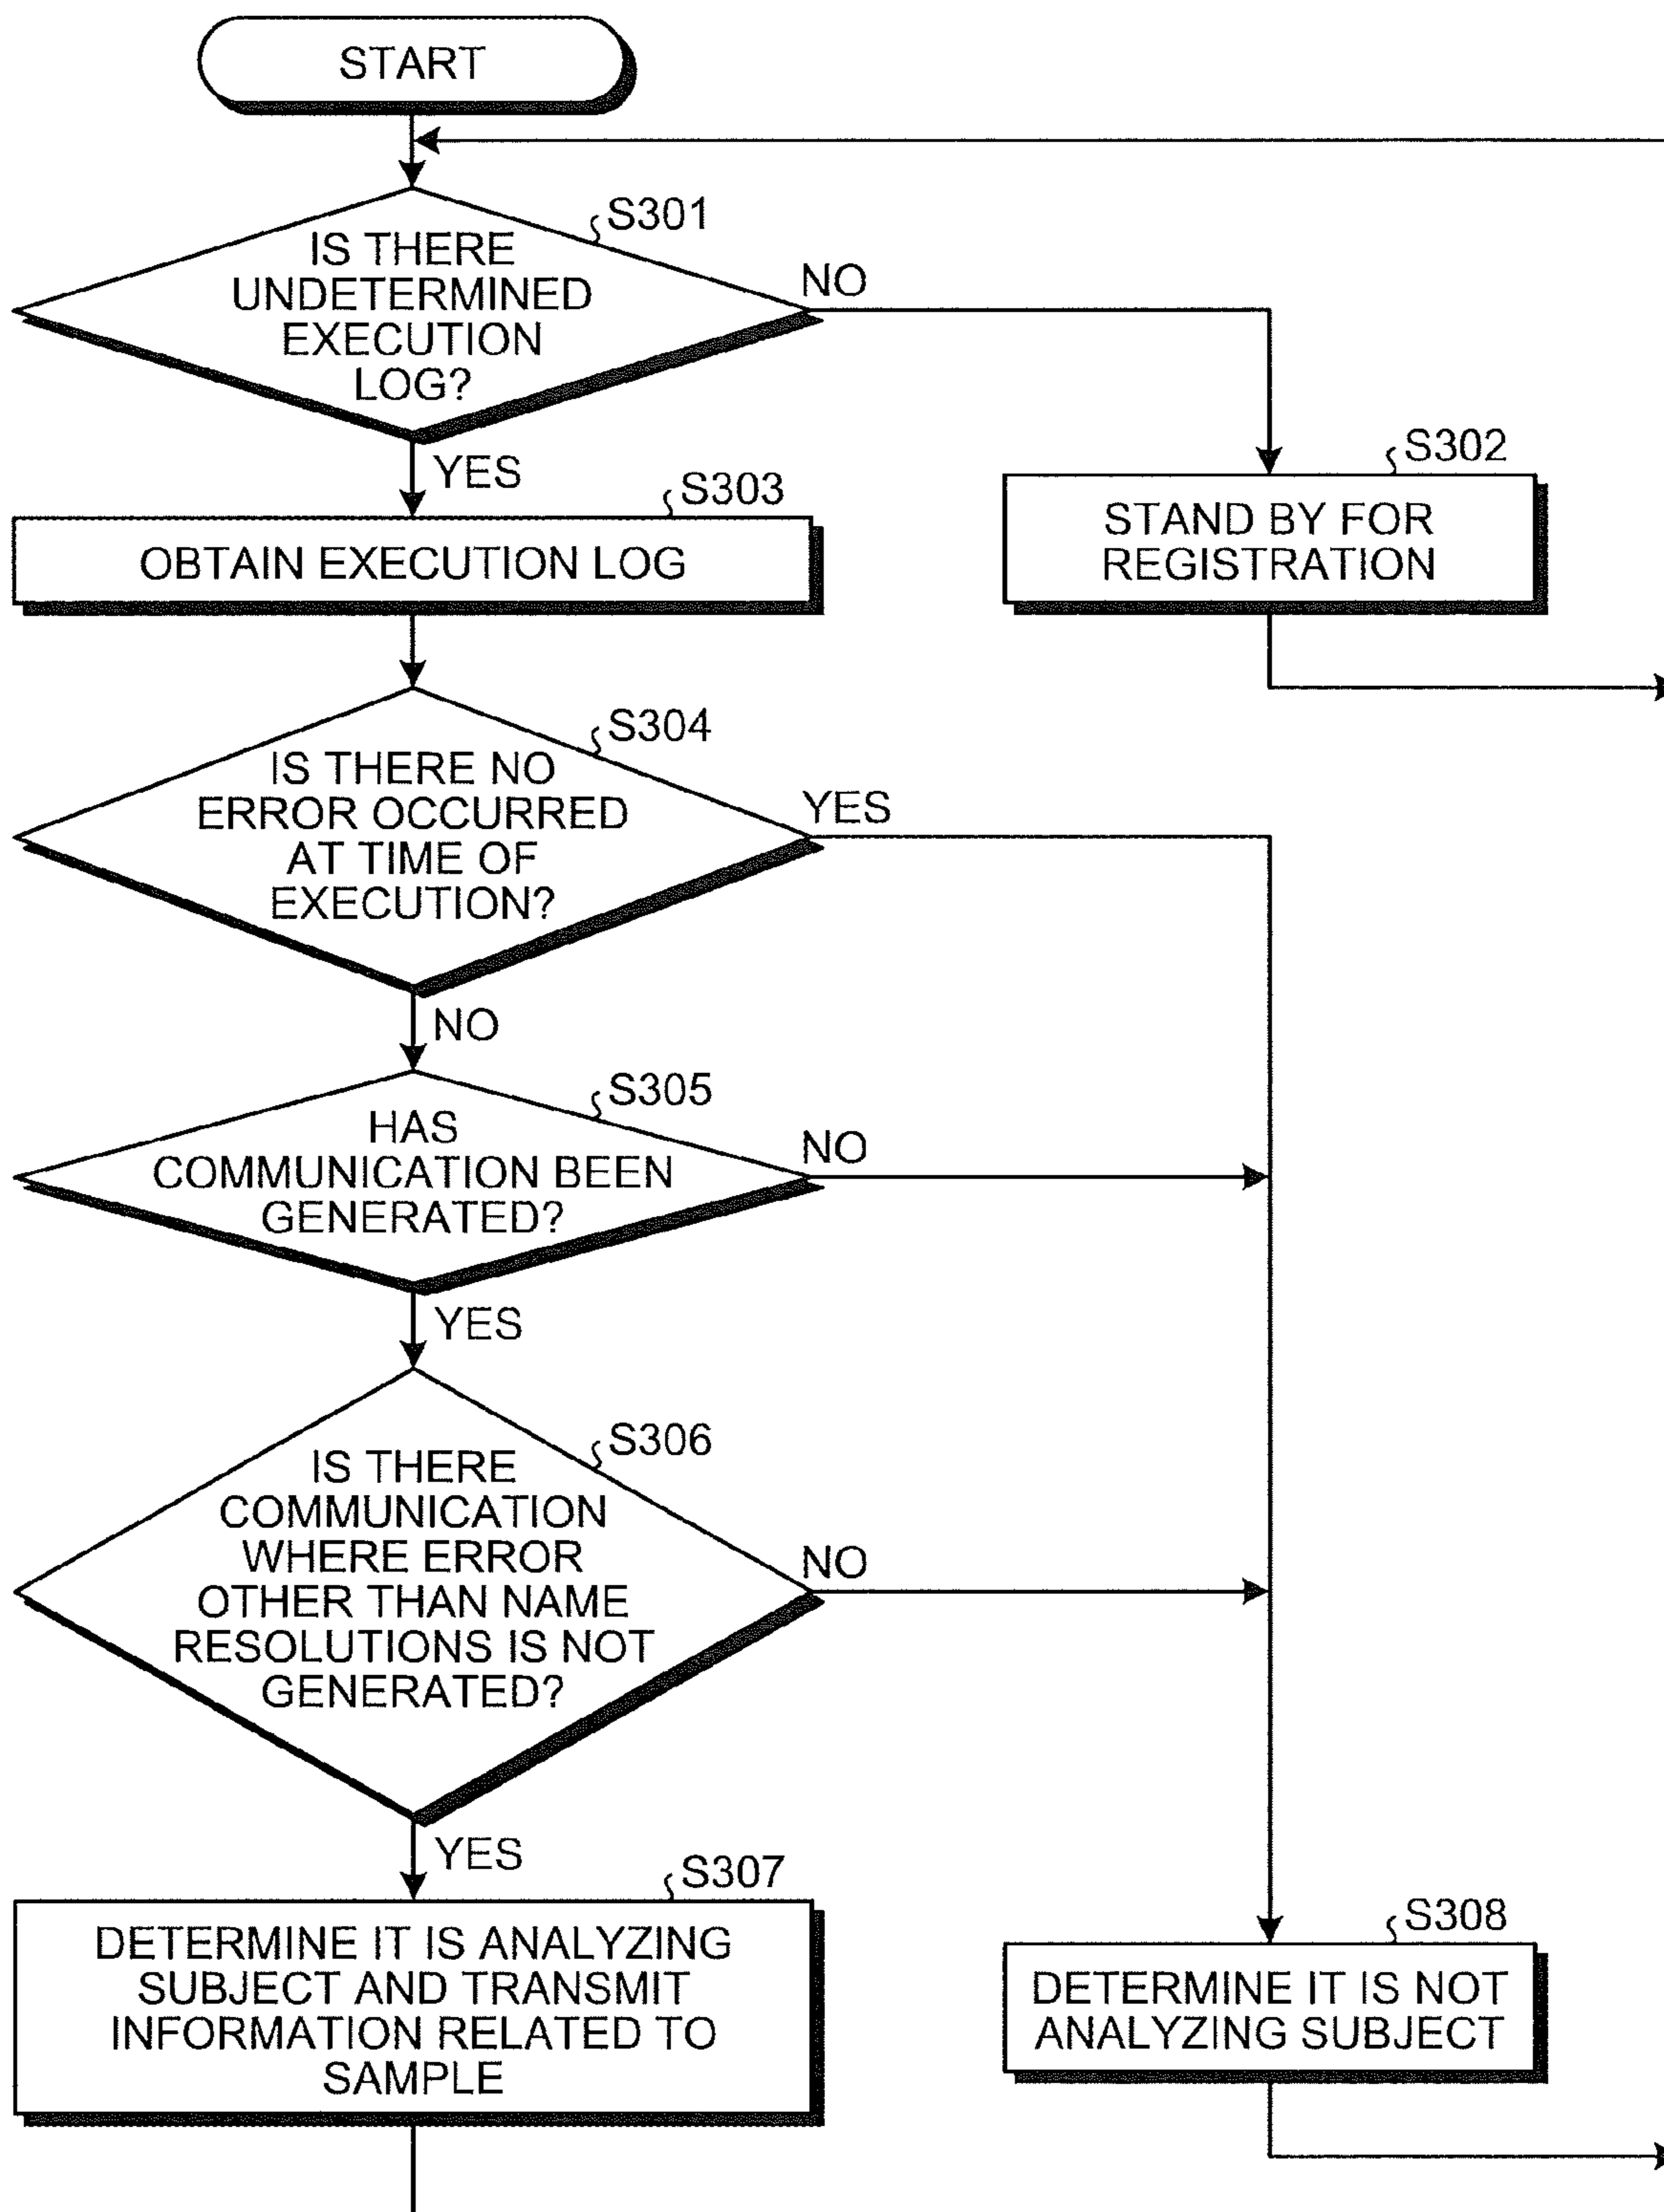 START
S301
IS THERE
UNDETERMINED
EXECUTION
LOG?
NO
YES
S302
STAND BY FOR
REGISTRATION
S303
OBTAIN EXECUTION LOG
S304
IS THERE NO
ERROR OCCURRED
AT TIME OF
EXECUTION?
YES
NO
S305
HAS
COMMUNICATION BEEN
GENERATED?
NO
YES
S306
IS THERE
COMMUNICATION
WHERE ERROR
OTHER THAN NAME
RESOLUTIONS IS NOT
GENERATED?
NO
YES
S307
DETERMINE IT IS ANALYZING
SUBJECT AND TRANSMIT
INFORMATION RELATED TO
SAMPLE
S308
DETERMINE IT IS NOT
ANALYZING SUBJECT